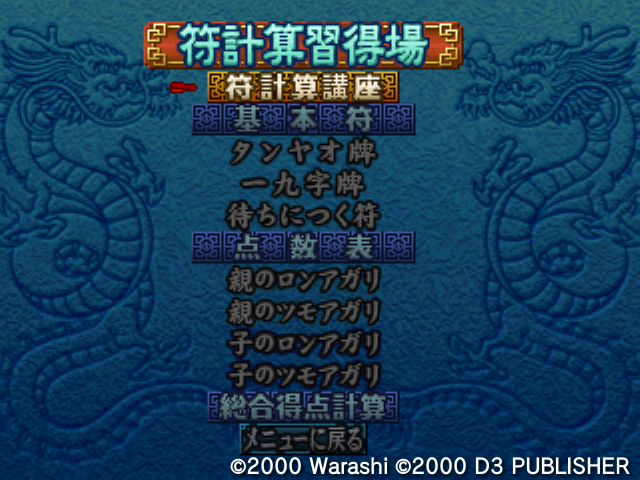 符計算習得場
符計算講座
基本符
タンヤオ牌
一九字牌
待ちにつく符
点数表
親のロンアガリ
親のツモアガリ
子のロンアガリ
子のツモアガリ
総合得点計算
メニューに戻る
©2000 Warashi ©2000 D3 PUBLISHER